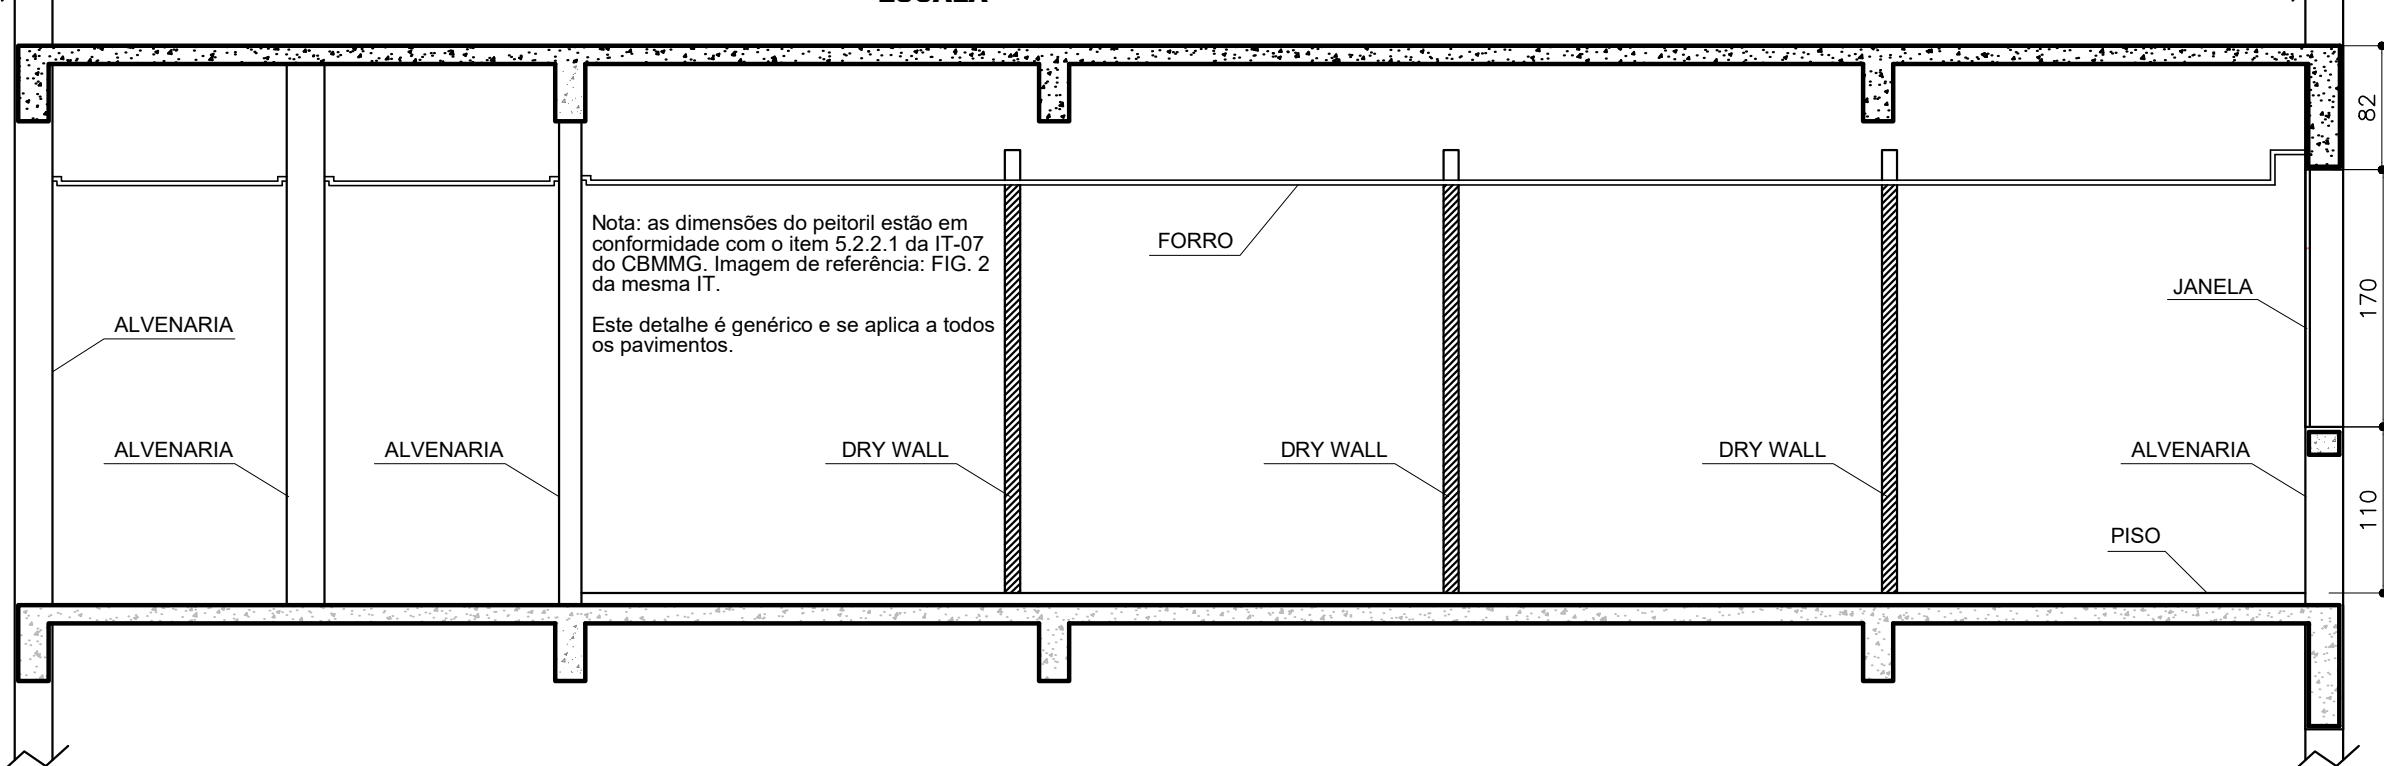 82
Nota: as dimensões do peitoril estão em
conformidade com o item 5.2.2.1 da IT-07
do CBMMG. Imagem de referência: FIG. 2
da mesma IT.
FORRO
JANELA
170
ALVENARIA
Este detalhe é genérico e se aplica a todos
os pavimentos.
ALVENARIA
ALVENARIA
DRY WALL
DRY WALL
DRY WALL
ALVENARIA
110
PISO